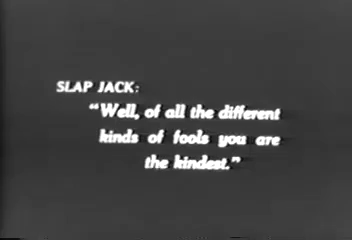 SLAP JACK:
"Well, of all the different
kinds of fools you are
the kindest."